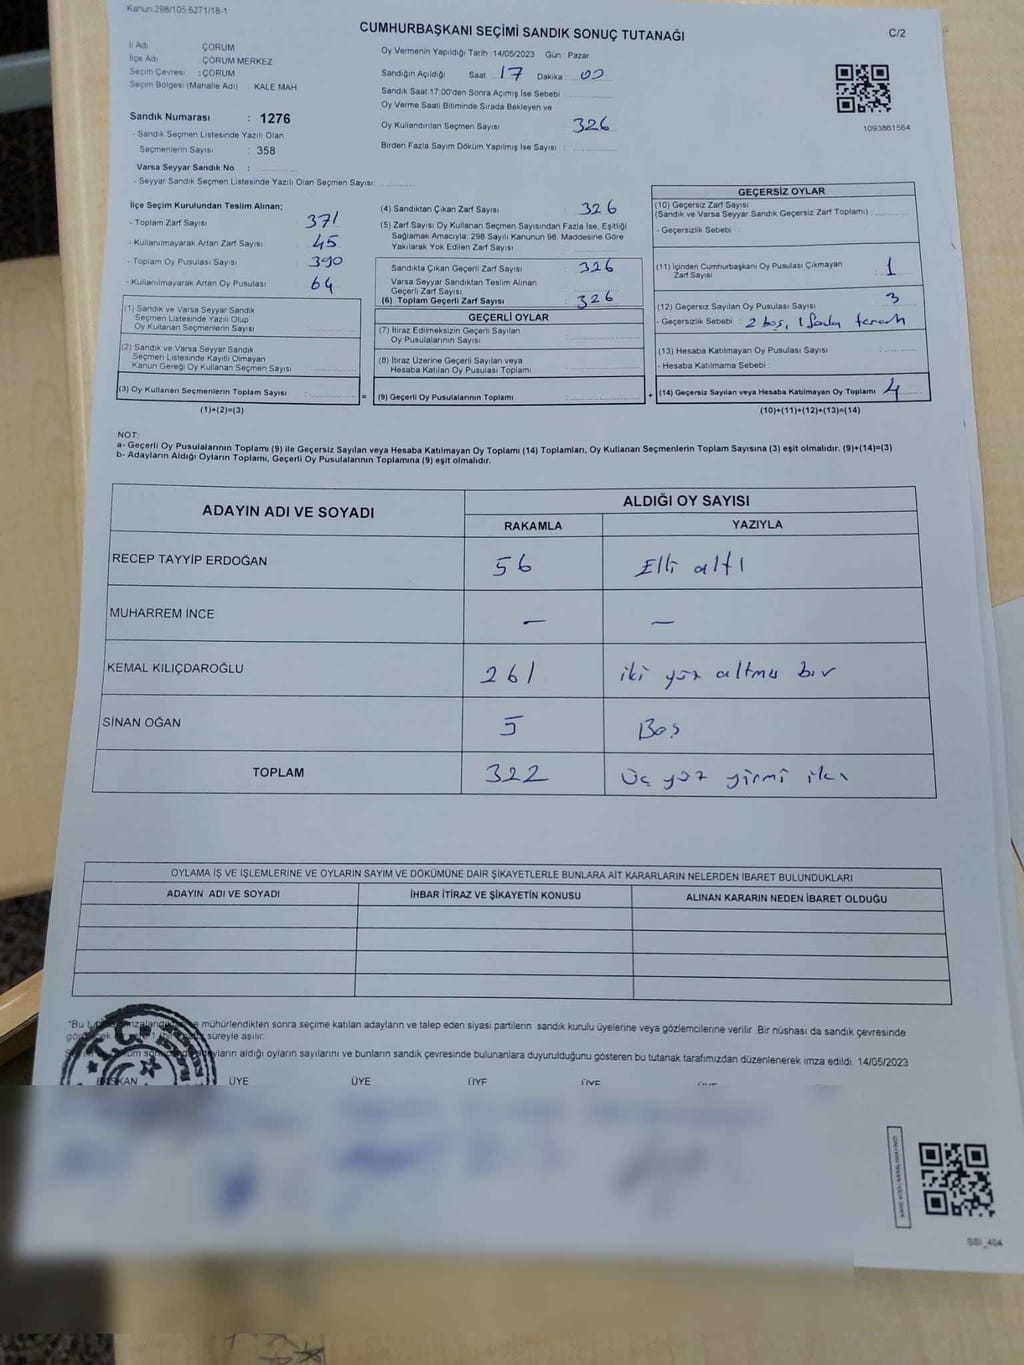 Kanun:298/105 6271/18-1
CUMHURBAŞKANI SEÇİMİ SANDIK SONUÇ TUTANAĞI
C/2
İl Adı ÇORUM
İlçe Adı ÇORUM MERKEZ
Seçim Çevresi : ÇORUM
Seçim Bölgesi (Mahalle Adı) : KALE MAH
Sandık Numarası : 1276
- Sandık Seçmen Listesinde Yazılı Olan
Seçmenlerin Sayısı : 358
Varsa Seyyar Sandık No :
- Seyyar Sandık Seçmen Listesinde Yazılı Olan Seçmen Sayısı:
Oy Vermenin Yapıldığı Tarih :14/05/2023 Gün : Pazar
Sandığın Açıldığı Saat : 17 Dakika : 00
Sandık Saat 17:00'den Sonra Açımış İse Sebebi :
Oy Verme Saati Bitiminde Sırada Bekleyen ve
Oy Kullandırılan Seçmen Sayısı : 326
Birden Fazla Sayım Döküm Yapılmış İse Sayısı :
1093861564
İlçe Seçim Kurulundan Teslim Alınan;
- Toplam Zarf Sayısı : 371
- Kullanılmayarak Artan Zarf Sayısı : 45
- Toplam Oy Pusulası Sayısı : 390
- Kullanılmayarak Artan Oy Pusulası : 64
(1) Sandık ve Varsa Seyyar Sandık
Seçmen Listesinde Yazılı Olup
Oy Kullanan Seçmenlerin Sayısı
(2) Sandık ve Varsa Seyyar Sandık
Seçmen Listesinde Kayıtlı Olmayan
Kanun Gereği Oy Kullanan Seçmen Sayısı :
(3) Oy Kullanan Seçmenlerin Toplam Sayısı : =
(1)+(2)=(3)
(4) Sandıktan Çıkan Zarf Sayısı : 326
(5) Zarf Sayısı Oy Kullanan Seçmen Sayısından Fazla İse, Eşitliği
Sağlamak Amacıyla: 298 Sayılı Kanunun 98. Maddesine Göre
Yakılarak Yok Edilen Zarf Sayısı :
Sandıkta Çıkan Geçerli Zarf Sayısı : 326
Varsa Seyyar Sandıktan Teslim Alınan
Geçerli Zarf Sayısı :
(6) Toplam Geçerli Zarf Sayısı : 326
GEÇERLİ OYLAR
(7) İtiraz Edilmeksizin Geçerli Sayılan
Oy Pusulalarının Sayısı :
(8) İtiraz Üzerine Geçerli Sayılan veya
Hesaba Katılan Oy Pusulası Toplamı :
(9) Geçerli Oy Pusulalarının Toplamı : +
GEÇERSİZ OYLAR
(10) Geçersiz Zarf Sayısı
(Sandık ve Varsa Seyyar Sandık Geçersiz Zarf Toplamı) :
- Geçersizlik Sebebi :
(11) İçinden Cumhurbaşkanı Oy Pusulası Çıkmayan
Zarf Sayısı : 1
(12) Geçersiz Sayılan Oy Pusulası Sayısı : 3
- Geçersizlik Sebebi : 2 boş, 1 fazla tercih
(13) Hesaba Katılmayan Oy Pusulası Sayısı :
- Hesaba Katılmama Sebebi :
(14) Geçersiz Sayılan veya Hesaba Katılmayan Oy Toplamı : 4
(10)+(11)+(12)+(13)=(14)
NOT:
a- Geçerli Oy Pusulalarının Toplamı (9) ile Geçersiz Sayılan veya Hesaba Katılmayan Oy Toplamı (14) Toplamları, Oy Kullanan Seçmenlerin Toplam Sayısına (3) eşit olmalıdır. (9)+(14)=(3)
b- Adayların Aldığı Oyların Toplamı, Geçerli Oy Pusulalarının Toplamına (9) eşit olmalıdır.
ADAYIN ADI VE SOYADI ALDIĞI OY SAYISI
RAKAMLA YAZIYLA
RECEP TAYYİP ERDOĞAN 56 Elli altı
MUHARREM İNCE – –
KEMAL KILIÇDAROĞLU 261 iki yüz altmış bir
SİNAN OĞAN 5 Beş
TOPLAM 322 üç yüz yirmi iki
OYLAMA İŞ VE İŞLEMLERİNE VE OYLARIN SAYIM VE DÖKÜMÜNE DAİR ŞİKAYETLERLE BUNLARA AİT KARARLARIN NELERDEN İBARET BULUNDUKLARI
ADAYIN ADI VE SOYADI İHBAR İTİRAZ VE ŞİKAYETİN KONUSU ALINAN KARARIN NEDEN İBARET OLDUĞU
"Bu mühürlendikten sonra seçime katılan adayların ve talep eden siyasi partilerin sandık kurulu üyelerine veya gözlemcilerine verilir. Bir nüshası da sandık çevresinde
süreyle asılır.
adayların aldığı oyların sayılarını ve bunların sandık çevresinde bulunanlara duyurulduğunu gösteren bu tutanak tarafımızdan düzenlenerek imza edildi. 14/05/2023
BAŞKAN ÜYE ÜYE ÜYE ÜYE ÜYE
SSI_404